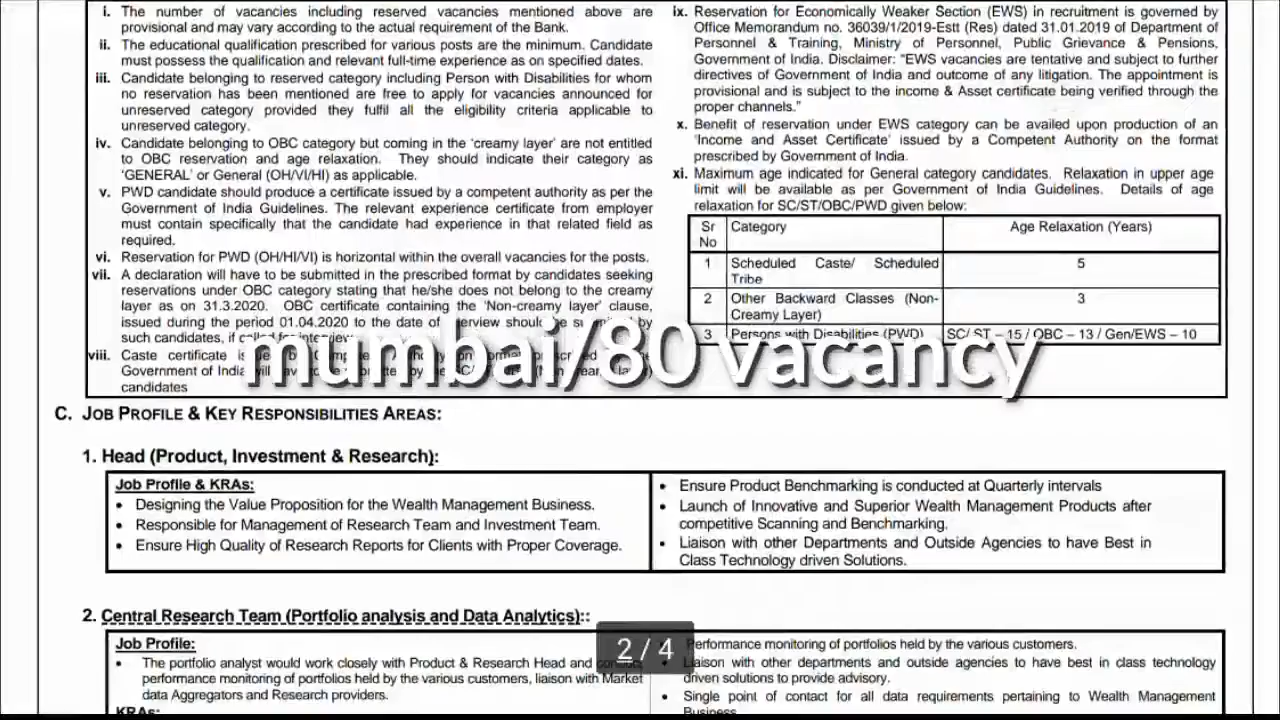 i. The number of vacancies including reserved vacancies mentioned above are
provisional and may vary according to the actual requirement of the Bank.
ii. The educational qualification prescribed for various posts are the minimum. Candidate
must possess the qualification and relevant full-time experience as on specified dates.
iii. Candidate belonging to reserved category including Person with Disabilities for whom
no reservation has been mentioned are free to apply for vacancies announced for
unreserved category provided they fulfil all the eligibility criteria applicable to
unreserved category.
iv. Candidate belonging to OBC category but coming in the 'creamy layer' are not entitled
to OBC reservation and age relaxation. They should indicate their category as
'GENERAL' or General (OH/VI/HI) as applicable.
v. PWD candidate should produce a certificate issued by a competent authority as per the
Government of India Guidelines. The relevant experience certificate from employer
must contain specifically that the candidate had experience in that related field as
required.
vi. Reservation for PWD (OH/HI/VI) is horizontal within the overall vacancies for the posts.
vii. A declaration will have to be submitted in the prescribed format by candidates seeking
reservations under OBC category stating that he/she does not belong to the creamy
layer as on 31.3.2020. OBC certificate containing the 'Non-creamy layer' clause,
issued during the period 01.04.2020 to the date of
such candidates, if
viii. Caste certificate
Government of India
candidates
ix. Reservation for Economically Weaker Section (EWS) in recruitment is governed by
Office Memorandum no. 36039/1/2019-Estt (Res) dated 31.01.2019 of Department of
Personnel & Training, Ministry of Personnel, Public Grievance & Pensions,
Government of India. Disclaimer: "EWS vacancies are tentative and subject to further
directives of Government of India and outcome of any litigation. The appointment is
provisional and is subject to the income & Asset certificate being verified through the
proper channels."
x. Benefit of reservation under EWS category can be availed upon production of an
'Income and Asset Certificate' issued by a Competent Authority on the format
prescribed by Government of India.
xi. Maximum age indicated for General category candidates. Relaxation in upper age
limit will be available as per Government of India Guidelines. Details of age
relaxation for SC/ST/OBC/PWD given below:
Sr No Category Age Relaxation (Years)
1 Scheduled Caste/ Scheduled Tribe 5
2 Other Backward Classes (Non-Creamy Layer) 3
3 Persons with Disabilities (PWD) SC/ ST – 15 / OBC – 13 / Gen/EWS – 10
mumbai/80 vacancy
C. JOB PROFILE & KEY RESPONSIBILITIES AREAS:
1. Head (Product, Investment & Research):
Job Profile & KRAs:
• Designing the Value Proposition for the Wealth Management Business.
• Responsible for Management of Research Team and Investment Team.
• Ensure High Quality of Research Reports for Clients with Proper Coverage.
• Ensure Product Benchmarking is conducted at Quarterly intervals
• Launch of Innovative and Superior Wealth Management Products after
competitive Scanning and Benchmarking.
• Liaison with other Departments and Outside Agencies to have Best in
Class Technology driven Solutions.
2. Central Research Team (Portfolio analysis and Data Analytics)::
Job Profile:
• The portfolio analyst would work closely with Product & Research Head and
performance monitoring of portfolios held by the various customers, liaison with Market
data Aggregators and Research providers.
KRAs:
Performance monitoring of portfolios held by the various customers.
Liaison with other departments and outside agencies to have best in class technology
driven solutions to provide advisory.
• Single point of contact for all data requirements pertaining to Wealth Management
Business.
2 / 4